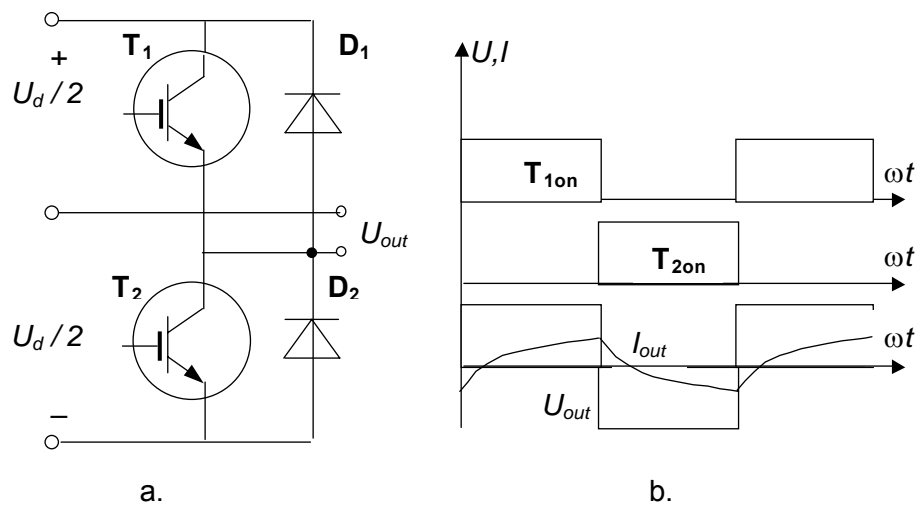 T1
D1
+
Ud / 2
Uout
T2
D2
Ud / 2
–
a.
U,I
T1on
ωt
T2on
ωt
Iout
ωt
Uout
b.